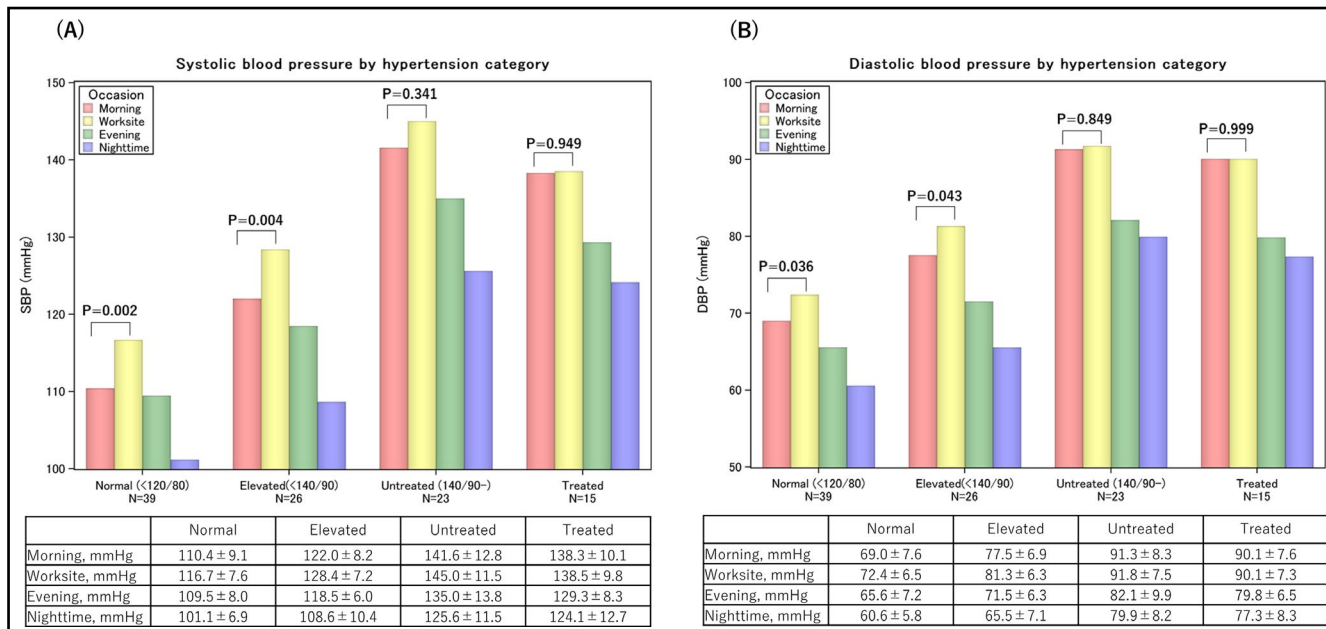 (A)
Systolic blood pressure by hypertension category
150
140
130
120
110
100
SBP (mmHg)
Occasion
Morning
Worksite
Evening
Nighttime
P=0.002
P=0.004
P=0.341
P=0.949
Normal (<120/80) Elevated(<140/90) Untreated (140/90-) Treated
N=39 N=26 N=23 N=15
Normal Elevated Untreated Treated
Morning, mmHg 110.4±9.1 122.0±8.2 141.6±12.8 138.3±10.1
Worksite, mmHg 116.7±7.6 128.4±7.2 145.0±11.5 138.5±9.8
Evening, mmHg 109.5±8.0 118.5±6.0 135.0±13.8 129.3±8.3
Nighttime, mmHg 101.1±6.9 108.6±10.4 125.6±11.5 124.1±12.7
(B)
Diastolic blood pressure by hypertension category
100
90
80
70
60
50
DBP (mmHg)
Occasion
Morning
Worksite
Evening
Nighttime
P=0.036
P=0.043
P=0.849
P=0.999
Normal (<120/80) Elevated(<140/90) Untreated (140/90-) Treated
N=39 N=26 N=23 N=15
Normal Elevated Untreated Treated
Morning, mmHg 69.0±7.6 77.5±6.9 91.3±8.3 90.1±7.6
Worksite, mmHg 72.4±6.5 81.3±6.3 91.8±7.5 90.1±7.3
Evening, mmHg 65.6±7.2 71.5±6.3 82.1±9.9 79.8±6.5
Nighttime, mmHg 60.6±5.8 65.5±7.1 79.9±8.2 77.3±8.3